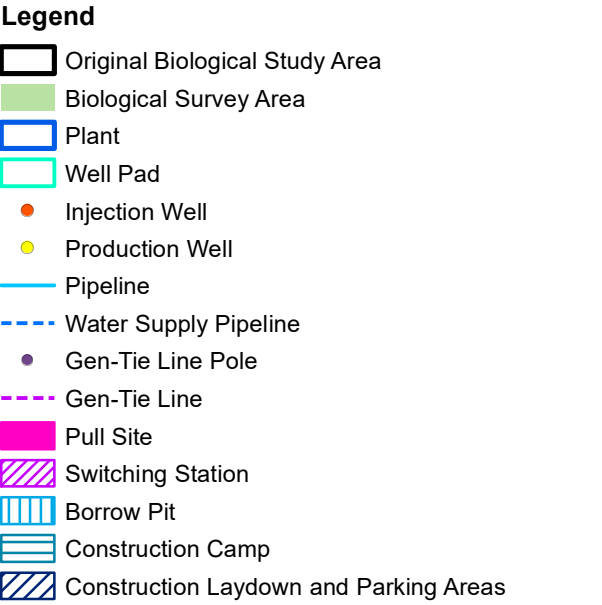 Legend
Original Biological Study Area
Biological Survey Area
Plant
Well Pad
Injection Well
Production Well
Pipeline
Water Supply Pipeline
Gen-Tie Line Pole
Gen-Tie Line
Pull Site
Switching Station
Borrow Pit
Construction Camp
Construction Laydown and Parking Areas